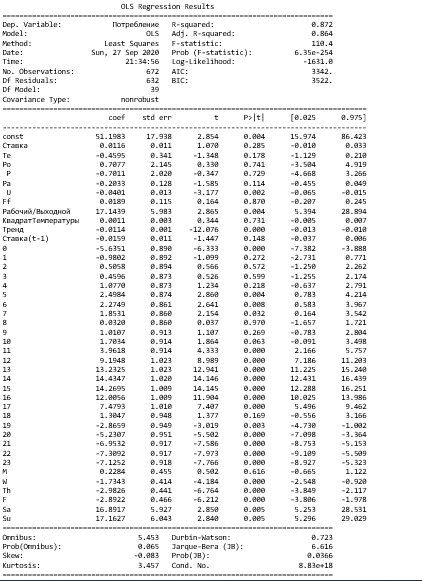 OLS Regression Results
==============================================================================
Dep. Variable: Потребление R-squared: 0.872
Model: OLS Adj. R-squared: 0.864
Method: Least Squares F-statistic: 110.4
Date: Sun, 27 Sep 2020 Prob (F-statistic): 6.35e-254
Time: 21:34:56 Log-Likelihood: -1631.0
No. Observations: 672 AIC: 3342.
Df Residuals: 632 BIC: 3522.
Df Model: 39
Covariance Type: nonrobust
==============================================================================
coef std err t P>|t| [0.025 0.975]
------------------------------------------------------------------------------
const 51.1983 17.938 2.854 0.004 15.974 86.423
Ставка 0.0116 0.011 1.070 0.285 -0.010 0.033
Te -0.4595 0.341 -1.348 0.178 -1.129 0.210
Po 0.7077 2.145 0.330 0.741 -3.504 4.919
P -0.7011 2.020 -0.347 0.729 -4.668 3.266
Pa -0.2033 0.128 -1.585 0.114 -0.455 0.049
U -0.0401 0.013 -3.177 0.002 -0.065 -0.015
Ff 0.0189 0.115 0.164 0.870 -0.207 0.245
Рабочий/Выходной 17.1439 5.983 2.865 0.004 5.394 28.894
КвадратТемпературы 0.0011 0.003 0.344 0.731 -0.005 0.007
Тренд -0.0114 0.001 -12.076 0.000 -0.013 -0.010
Ставка(t-1) -0.0159 0.011 -1.447 0.148 -0.037 0.006
0 -5.6351 0.890 -6.333 0.000 -7.382 -3.888
1 -0.9802 0.892 -1.099 0.272 -2.731 0.771
2 0.5058 0.894 0.566 0.572 -1.250 2.262
3 0.4596 0.873 0.526 0.599 -1.255 2.174
4 1.0770 0.873 1.234 0.218 -0.637 2.791
5 2.4984 0.874 2.860 0.004 0.783 4.214
6 2.2749 0.861 2.641 0.008 0.583 3.967
7 1.8531 0.860 2.154 0.032 0.164 3.542
8 0.0320 0.860 0.037 0.970 -1.657 1.721
9 1.0107 0.913 1.107 0.269 -0.783 2.804
10 1.7034 0.914 1.864 0.063 -0.091 3.498
11 3.9618 0.914 4.333 0.000 2.166 5.757
12 9.1948 1.023 8.989 0.000 7.186 11.203
13 13.2325 1.023 12.941 0.000 11.225 15.240
14 14.4347 1.020 14.146 0.000 12.431 16.439
15 14.2695 1.009 14.145 0.000 12.288 16.251
16 12.0056 1.009 11.904 0.000 10.025 13.986
17 7.4793 1.010 7.407 0.000 5.496 9.462
18 1.3047 0.948 1.377 0.169 -0.556 3.166
19 -2.8659 0.949 -3.019 0.003 -4.730 -1.002
20 -5.2307 0.951 -5.502 0.000 -7.098 -3.364
21 -6.9532 0.917 -7.586 0.000 -8.753 -5.153
22 -7.3092 0.917 -7.973 0.000 -9.109 -5.509
23 -7.1252 0.918 -7.766 0.000 -8.927 -5.323
M 0.2284 0.455 0.502 0.616 -0.665 1.122
W -1.7343 0.414 -4.184 0.000 -2.548 -0.920
Th -2.9826 0.441 -6.764 0.000 -3.849 -2.117
F -2.8922 0.466 -6.212 0.000 -3.806 -1.978
Sa 16.8917 5.927 2.850 0.005 5.253 28.531
Su 17.1627 6.043 2.840 0.005 5.296 29.029
==============================================================================
Omnibus: 5.453 Durbin-Watson: 0.723
Prob(Omnibus): 0.065 Jarque-Bera (JB): 6.616
Skew: -0.083 Prob(JB): 0.0366
Kurtosis: 3.457 Cond. No. 8.83e+18
==============================================================================